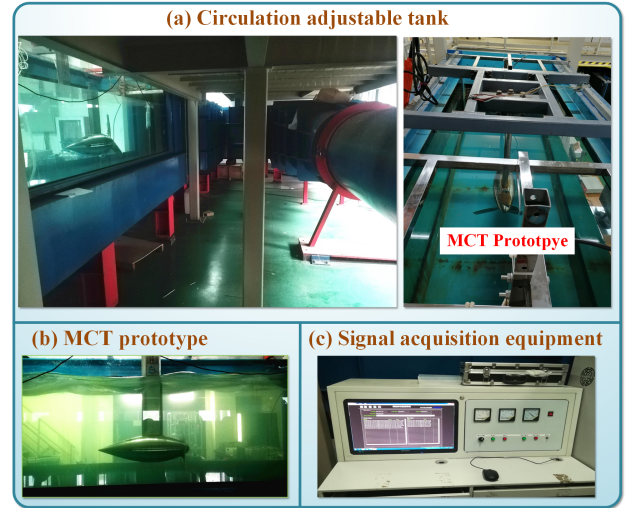 (a) Circulation adjustable tank
MCT Prototpye
(b) MCT prototype
(c) Signal acquisition equipment